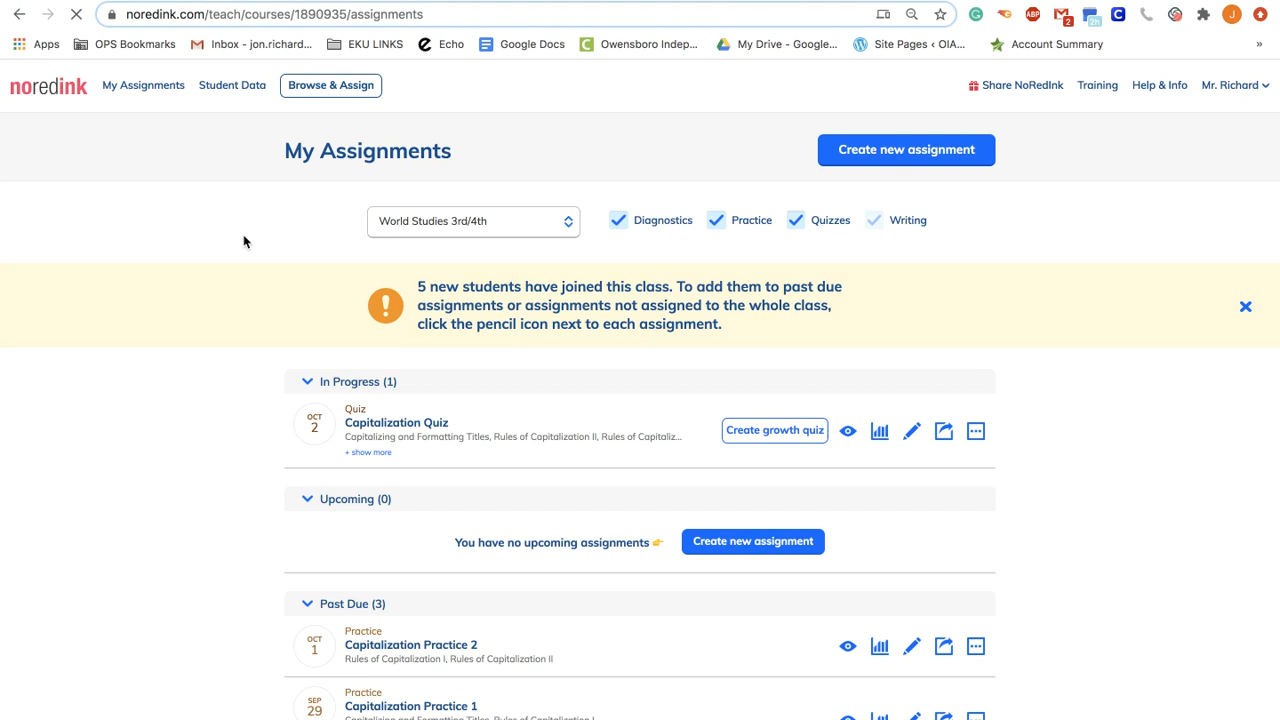 noredink.com/teach/courses/1890935/assignments
ABP
2
2h
J
Apps
OPS Bookmarks
Inbox - jon.richard...
EKU LINKS
Echo
Google Docs
Owensboro Indep...
My Drive - Google...
Site Pages ‹ OIA...
Account Summary
»
noredink
My Assignments
Student Data
Browse & Assign
Share NoRedInk
Training
Help & Info
Mr. Richard
My Assignments
Create new assignment
World Studies 3rd/4th
Diagnostics
Practice
Quizzes
Writing
5 new students have joined this class. To add them to past due
assignments or assignments not assigned to the whole class,
click the pencil icon next to each assignment.
In Progress (1)
OCT
2
Quiz
Capitalization Quiz
Capitalizing and Formatting Titles, Rules of Capitalization II, Rules of Capitaliz...
+ show more
Create growth quiz
Upcoming (0)
You have no upcoming assignments 👉
Create new assignment
Past Due (3)
OCT
1
Practice
Capitalization Practice 2
Rules of Capitalization I, Rules of Capitalization II
SEP
29
Practice
Capitalization Practice 1
Capitalizing and Formatting Titles, Rules of Capitalization I